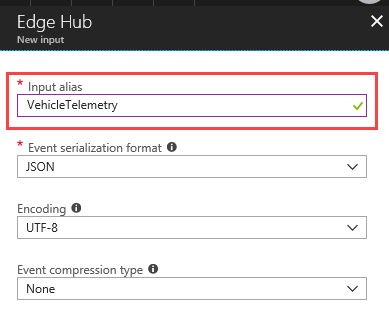 Edge Hub
New input
* Input alias
VehicleTelemetry
* Event serialization format
JSON
Encoding
UTF-8
Event compression type
None